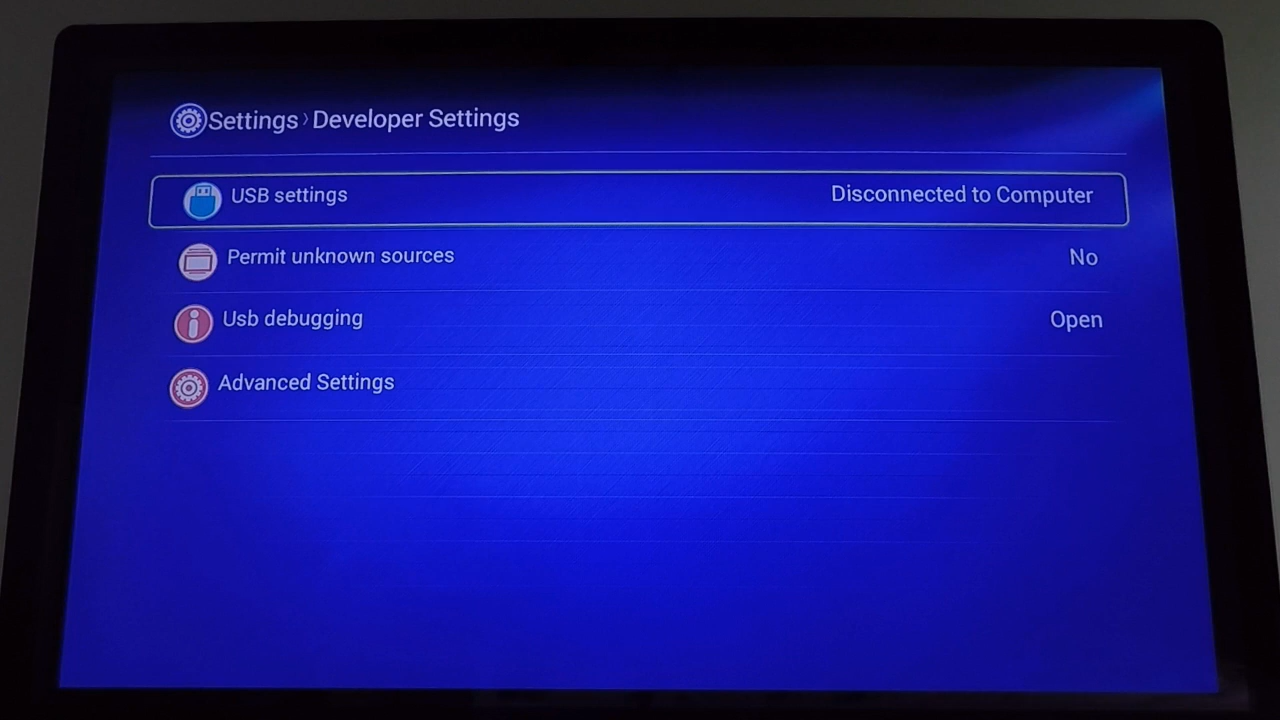 Settings › Developer Settings
USB settings Disconnected to Computer
Permit unknown sources No
Usb debugging Open
Advanced Settings